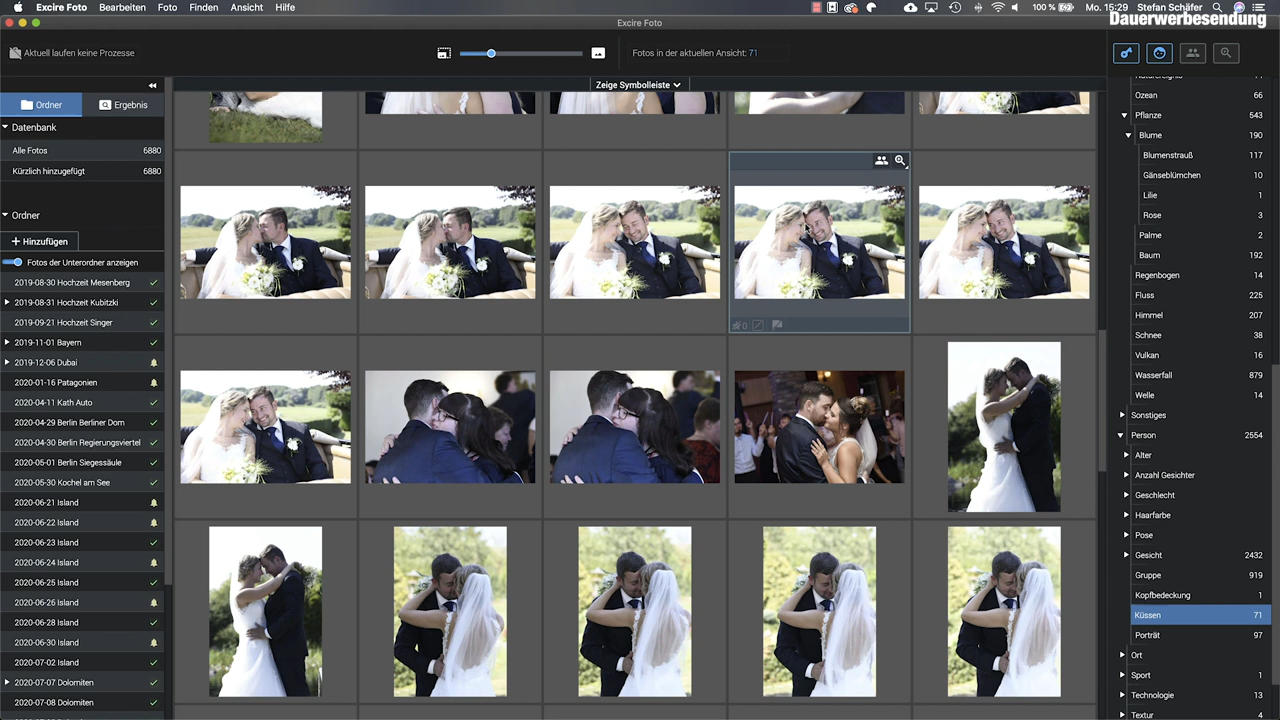 Excire Foto Bearbeiten Foto Finden Ansicht Hilfe
100 % Mo. 15:29 Stefan Schäfer
Dauerwerbesendung
Excire Foto
Aktuell laufen keine Prozesse
Fotos in der aktuellen Ansicht: 71
Zeige Symbolleiste
Ordner
Ergebnis
Datenbank
Alle Fotos 6880
Kürzlich hinzugefügt 6880
Ordner
+ Hinzufügen
Fotos der Unterordner anzeigen
2019-08-30 Hochzeit Mesenberg
2019-08-31 Hochzeit Kubitzki
2019-09-21 Hochzeit Singer
2019-11-01 Bayern
2019-12-06 Dubai
2020-01-16 Patagonien
2020-04-11 Kath Auto
2020-04-29 Berlin Berliner Dom
2020-04-30 Berlin Regierungsviertel
2020-05-01 Berlin Siegessäule
2020-05-30 Kochel am See
2020-06-21 Island
2020-06-22 Island
2020-06-23 Island
2020-06-24 Island
2020-06-25 Island
2020-06-26 Island
2020-06-28 Island
2020-06-30 Island
2020-07-02 Island
2020-07-07 Dolomiten
2020-07-08 Dolomiten
0
Naturereignis
Ozean 66
Pflanze 543
Blume 190
Blumenstrauß 117
Gänseblümchen 10
Lilie 1
Rose 3
Palme 2
Baum 192
Regenbogen 14
Fluss 225
Himmel 207
Schnee 38
Vulkan 16
Wasserfall 879
Welle 14
Sonstiges
Person 2554
Alter
Anzahl Gesichter
Geschlecht
Haarfarbe
Pose
Gesicht 2432
Gruppe 919
Kopfbedeckung 1
Küssen 71
Porträt 97
Ort
Sport 1
Technologie 13
Textur 4